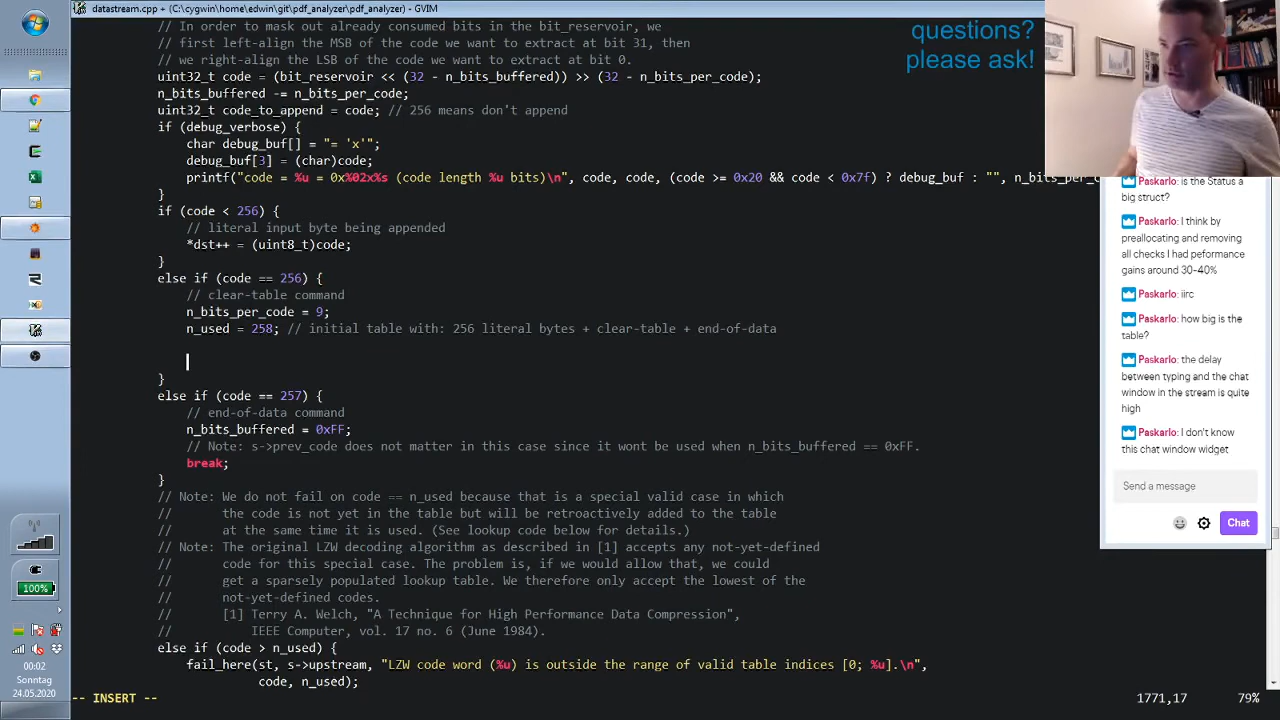 datastream.cpp + (C:\cygwin\home\edwin\git\pdf_analyzer\pdf_analyzer) - GVIM
// In order to mask out already consumed bits in the bit_reservoir, we
// first left-align the MSB of the code we want to extract at bit 31, then
// we right-align the LSB of the code we want to extract at bit 0.
uint32_t code = (bit_reservoir << (32 - n_bits_buffered)) >> (32 - n_bits_per_code);
n_bits_buffered -= n_bits_per_code;
uint32_t code_to_append = code; // 256 means don't append
if (debug_verbose) {
char debug_buf[] = "= 'x'";
debug_buf[3] = (char)code;
printf("code = %u = 0x%02x%s (code length %u bits)\n", code, code, (code >= 0x20 && code < 0x7f) ? debug_buf : "", n_bits_per_c
}
if (code < 256) {
// literal input byte being appended
*dst++ = (uint8_t)code;
}
else if (code == 256) {
// clear-table command
n_bits_per_code = 9;
n_used = 258; // initial table with: 256 literal bytes + clear-table + end-of-data
}
else if (code == 257) {
// end-of-data command
n_bits_buffered = 0xFF;
// Note: s->prev_code does not matter in this case since it wont be used when n_bits_buffered == 0xFF.
break;
}
// Note: We do not fail on code == n_used because that is a special valid case in which
// the code is not yet in the table but will be retroactively added to the table
// at the same time it is used. (See lookup code below for details.)
// Note: The original LZW decoding algorithm as described in [1] accepts any not-yet-defined
// code for this special case. The problem is, if we would allow that, we could
// get a sparsely populated lookup table. We therefore only accept the lowest of the
// not-yet-defined codes.
// [1] Terry A. Welch, "A Technique for High Performance Data Compression",
// IEEE Computer, vol. 17 no. 6 (June 1984).
else if (code > n_used) {
fail_here(st, s->upstream, "LZW code word (%u) is outside the range of valid table indices [0; %u].\n",
code, n_used);
-- INSERT --
1771,17
79%
questions?
please ask!
Paskarlo: is the Status a
big struct?
Paskarlo: I think by
preallocating and removing
all checks I had peformance
gains around 30-40%
Paskarlo: iirc
Paskarlo: how big is the
table?
Paskarlo: the delay
between typing and the chat
window in the stream is quite
high
Paskarlo: I don't know
this chat window widget
Send a message
Chat
100%
00:02
Sonntag
24.05.2020